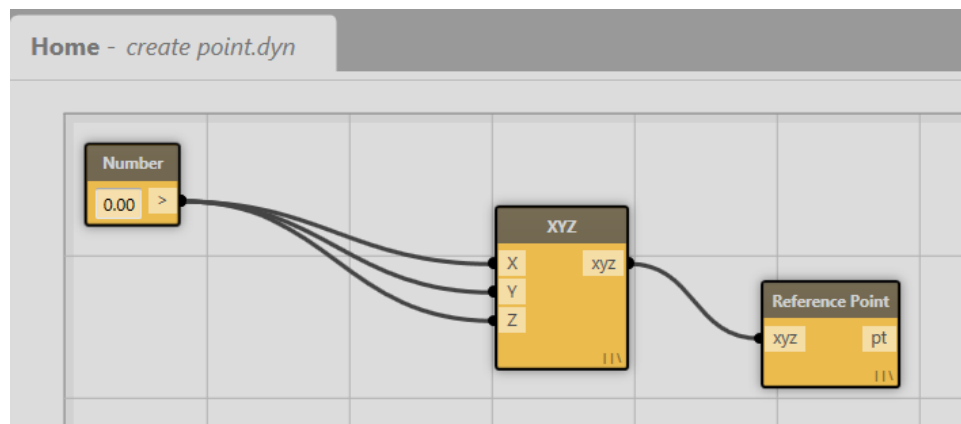 Home - create point.dyn
Number
0.00 >
XYZ
X xyz
Y
Z
Reference Point
xyz pt